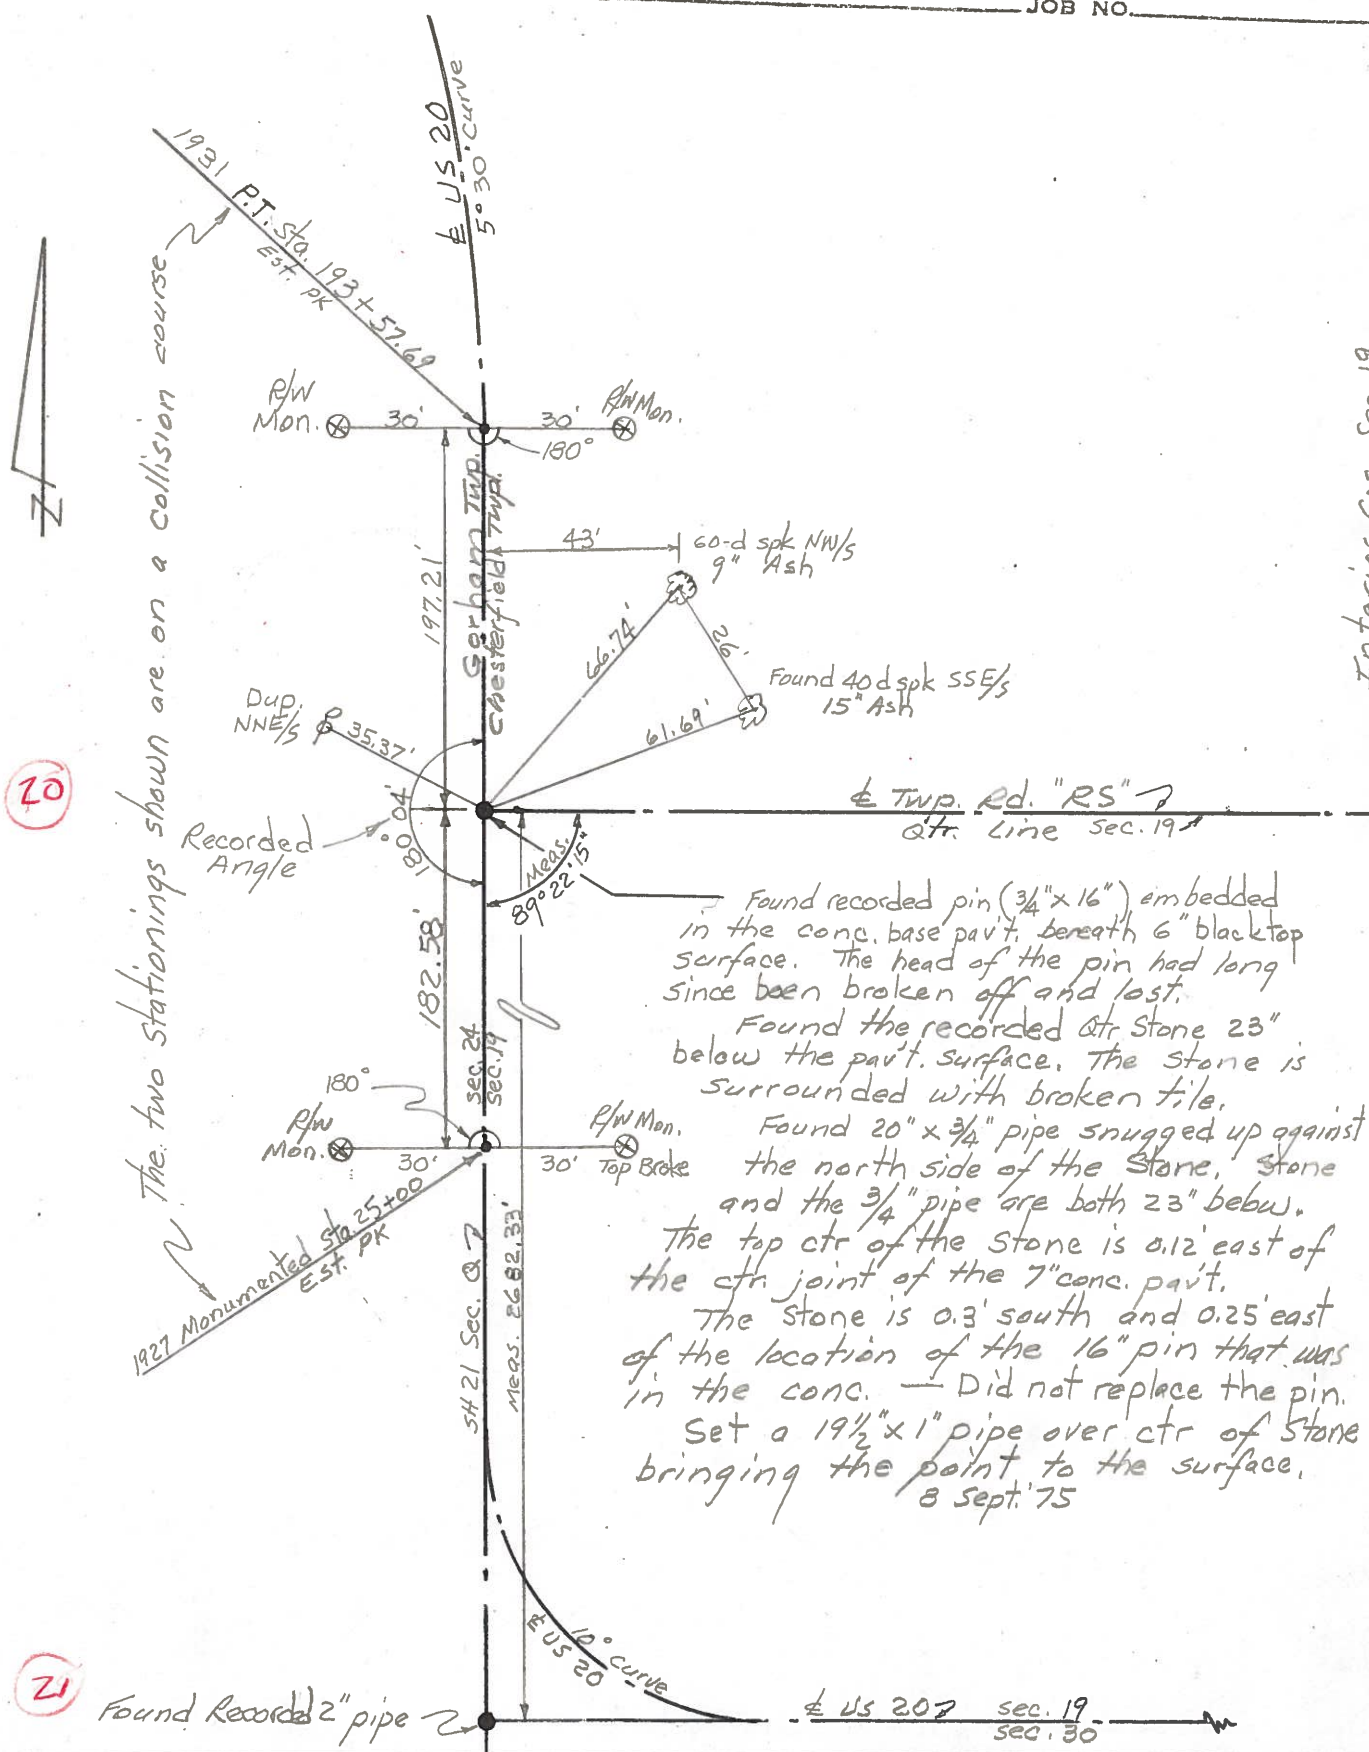 JOB NO.
℄ US 20
5° 30' curve
1931 P.T. Sta. 193+57.69
Est. PK
R/W
Mon.
30'
30'
R/W Mon.
180°
The two Stationings shown are on a collision course
Z
197.21'
Gorham Twp.
Chesterfield Twp.
43'
60-d spk NW/s
9" Ash
66.74'
26'
Found 40d spk SSE/s
15" Ash
61.69'
Dup.
NNE/s
35.37'
20
Recorded
Angle
180° 04'
Meas.
89° 22' 15"
℄ Twp. Rd. "RS"
Qtr. Line Sec. 19
182.58'
Found recorded pin (3/4" x 16") embedded
in the conc. base pav't. beneath 6" blacktop
surface. The head of the pin had long
since been broken off and lost.
Found the recorded Qtr Stone 23"
below the pav't. surface. The Stone is
surrounded with broken tile.
Found 20" x 3/4" pipe snugged up against
the north side of the Stone. Stone
and the 3/4" pipe are both 23" below.
The top ctr of the Stone is 0.12' east of
the ctr. joint of the 7" conc. pav't.
The Stone is 0.3' south and 0.25' east
of the location of the 16" pin that was
in the conc. — Did not replace the pin.
Set a 19½" x 1" pipe over ctr of Stone
bringing the point to the surface.
8 Sept. '75
Sec. 24
Sec. 19
180°
R/W
Mon.
30'
30'
R/W Mon.
Top Broke
1927 Monumented Sta. 25+00
Est. PK
SH 21 Sec. Q
Meas. 2682.33'
10° curve
℄ US 20
21
Found Recorded 2" pipe
℄ US 20
Sec. 19
Sec. 30
Sec. 19